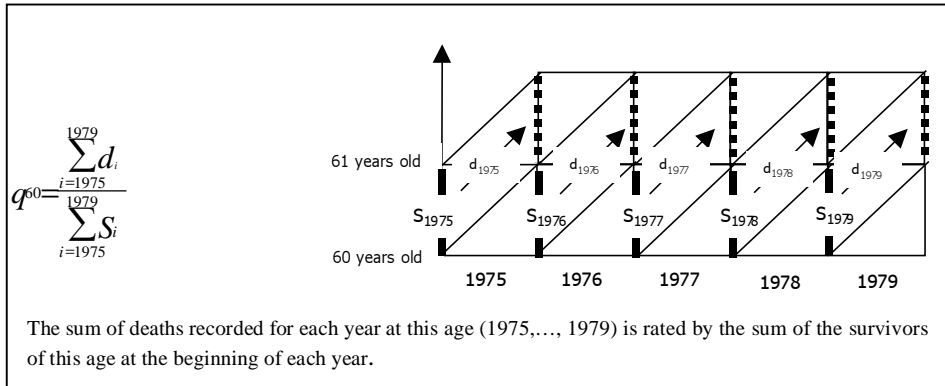 q60=
1979
∑di
i=1975
1979
∑Si
i=1975
61 years old
d1975 d1976 d1977 d1978 d1979
S1975 S1976 S1977 S1978 S1979
60 years old
1975 1976 1977 1978 1979
The sum of deaths recorded for each year at this age (1975,…, 1979) is rated by the sum of the survivors
of this age at the beginning of each year.